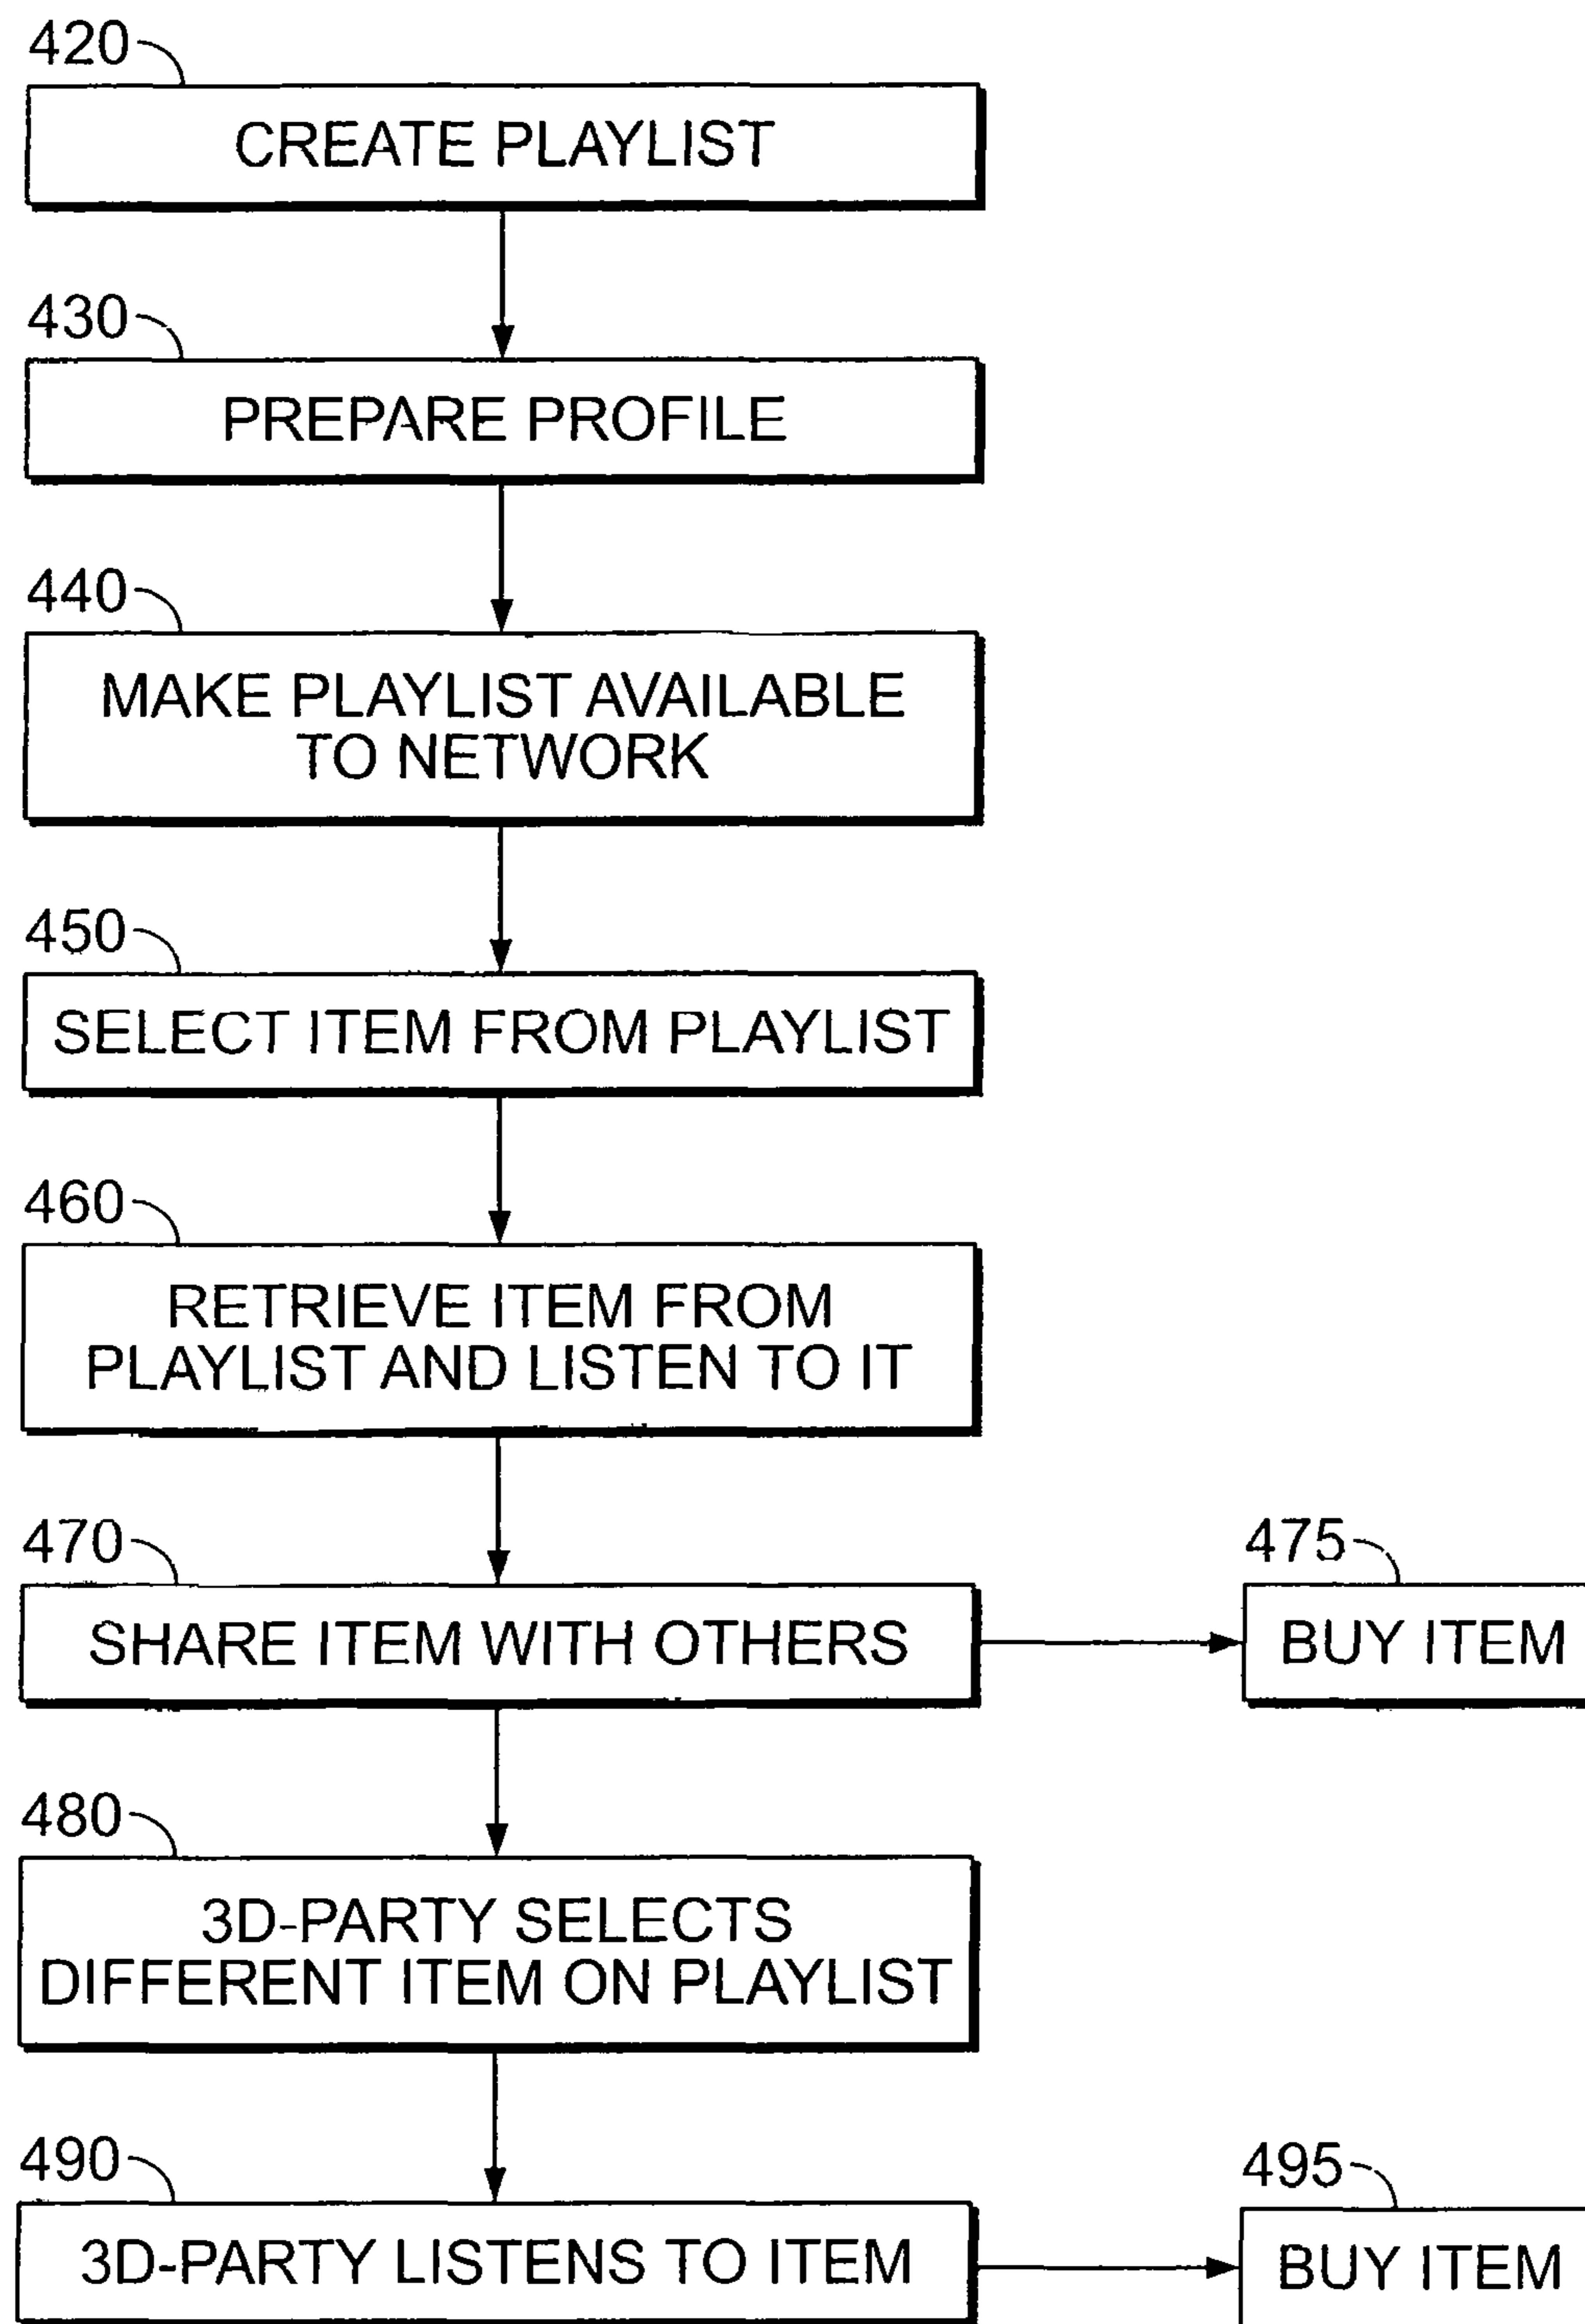 420
CREATE PLAYLIST
430
PREPARE PROFILE
440
MAKE PLAYLIST AVAILABLE
TO NETWORK
450
SELECT ITEM FROM PLAYLIST
460
RETRIEVE ITEM FROM
PLAYLIST AND LISTEN TO IT
470
SHARE ITEM WITH OTHERS
475
BUY ITEM
480
3D-PARTY SELECTS
DIFFERENT ITEM ON PLAYLIST
490
3D-PARTY LISTENS TO ITEM
495
BUY ITEM